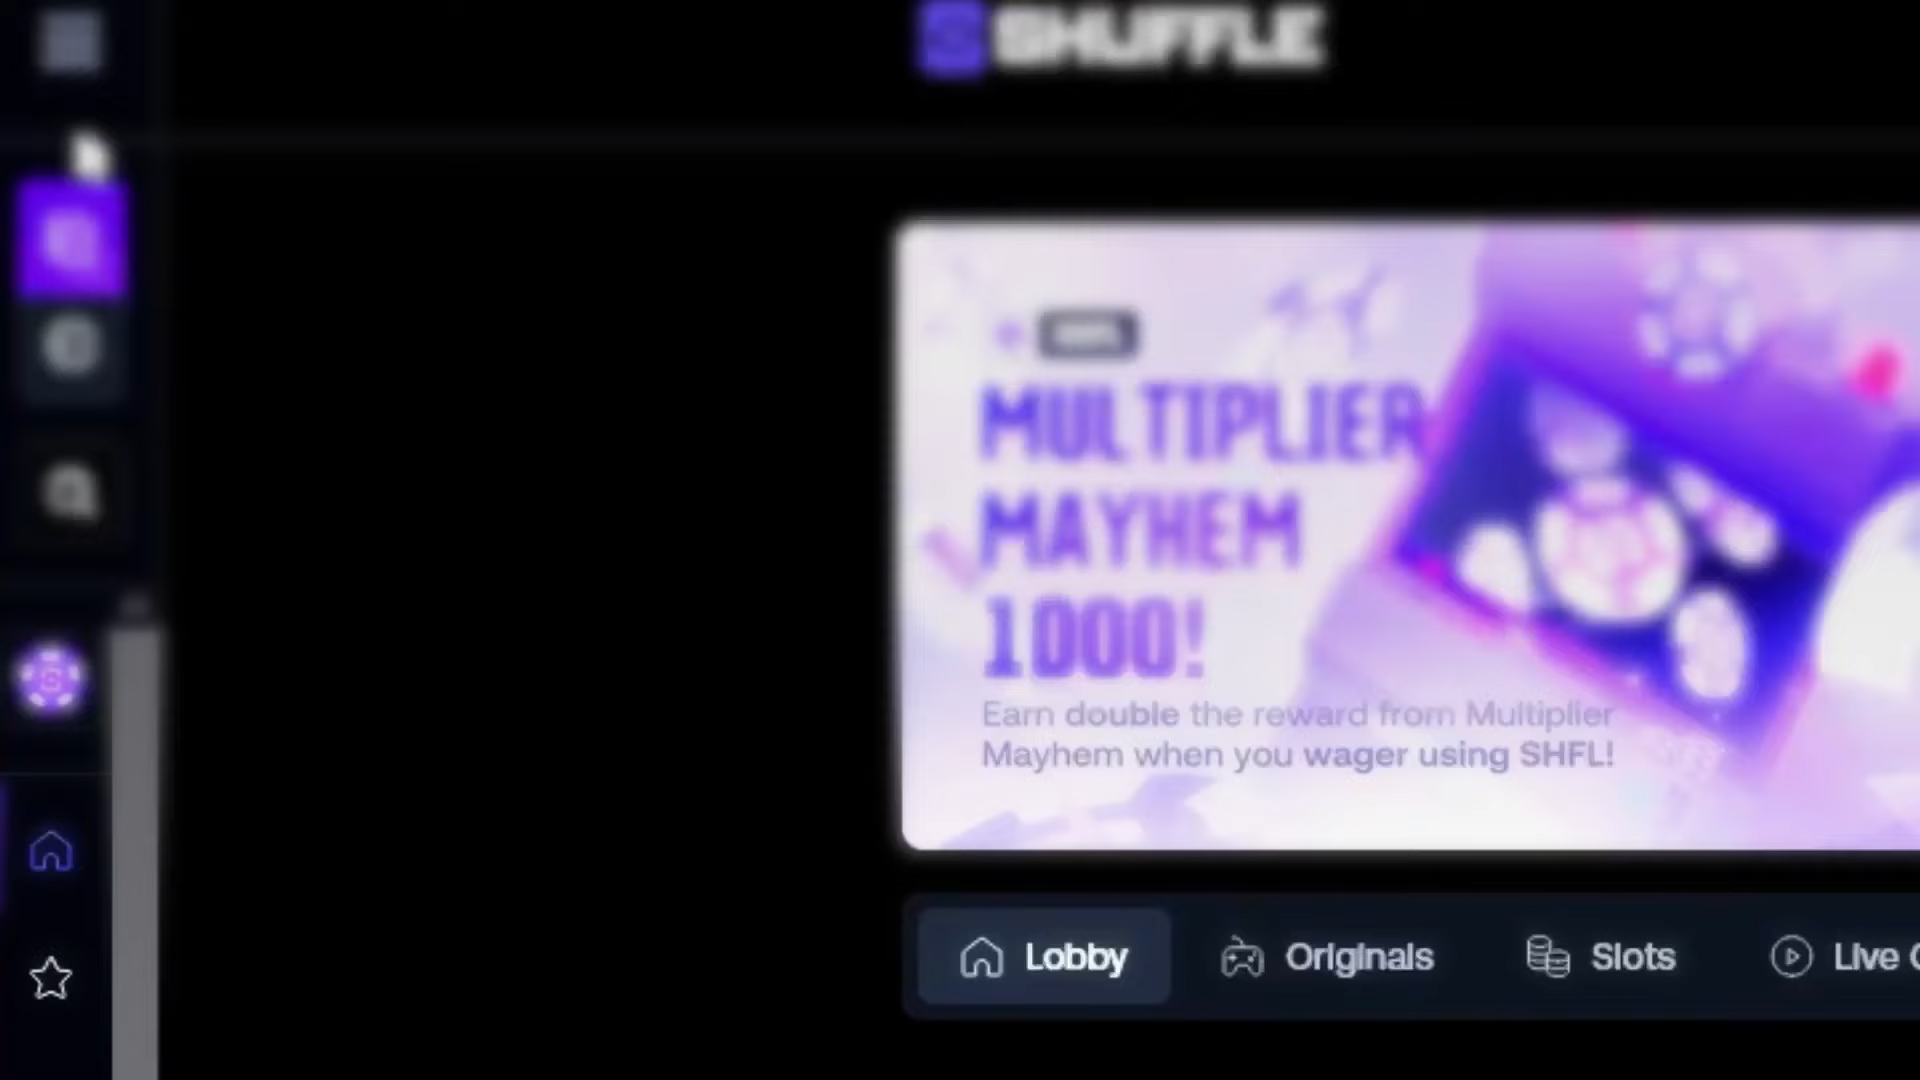 SHUFFLE
MULTIPLIER
MAYHEM
1000!
Earn double the reward from Multiplier
Mayhem when you wager using SHFL!
Lobby
Originals
Slots
Live